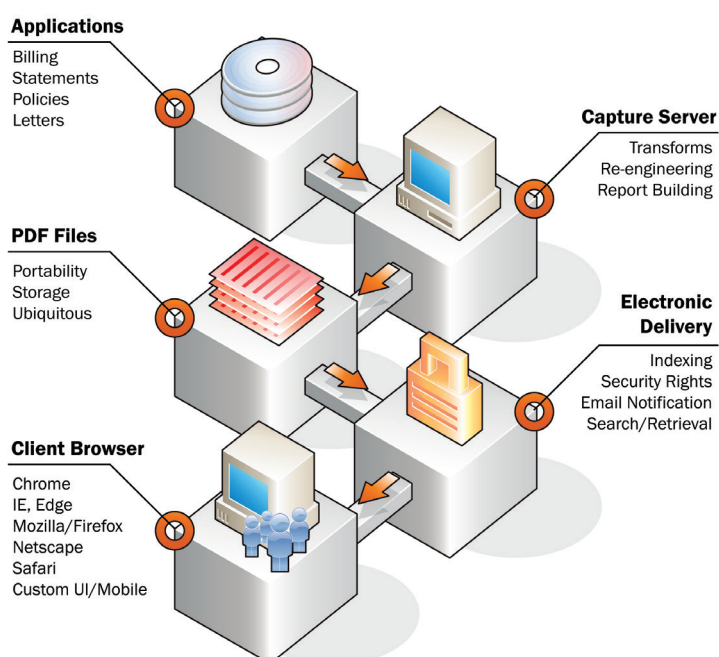 Applications
Billing
Statements
Policies
Letters
Capture Server
Transforms
Re-engineering
Report Building
PDF Files
Portability
Storage
Ubiquitous
Electronic
Delivery
Indexing
Security Rights
Email Notification
Search/Retrieval
Client Browser
Chrome
IE, Edge
Mozilla/Firefox
Netscape
Safari
Custom UI/Mobile